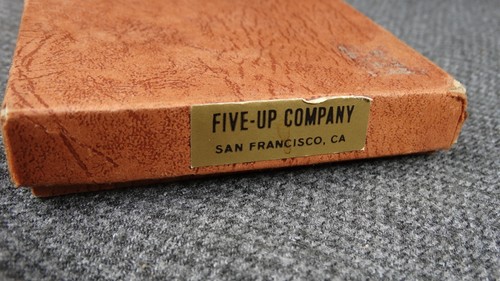 FIVE-UP COMPANY
SAN FRANCISCO, CA